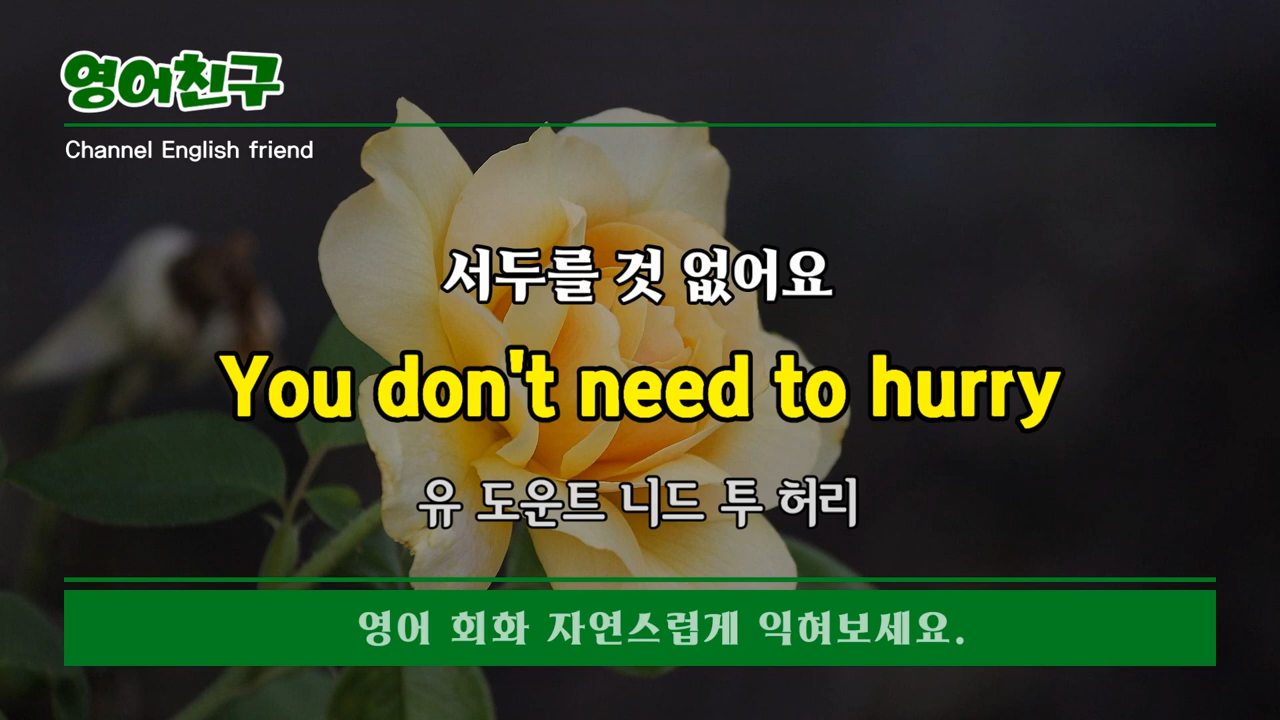 영어친구
Channel English friend
서두를 것 없어요
You don't need to hurry
유 도운트 니드 투 허리
영어 회화 자연스럽게 익혀보세요.